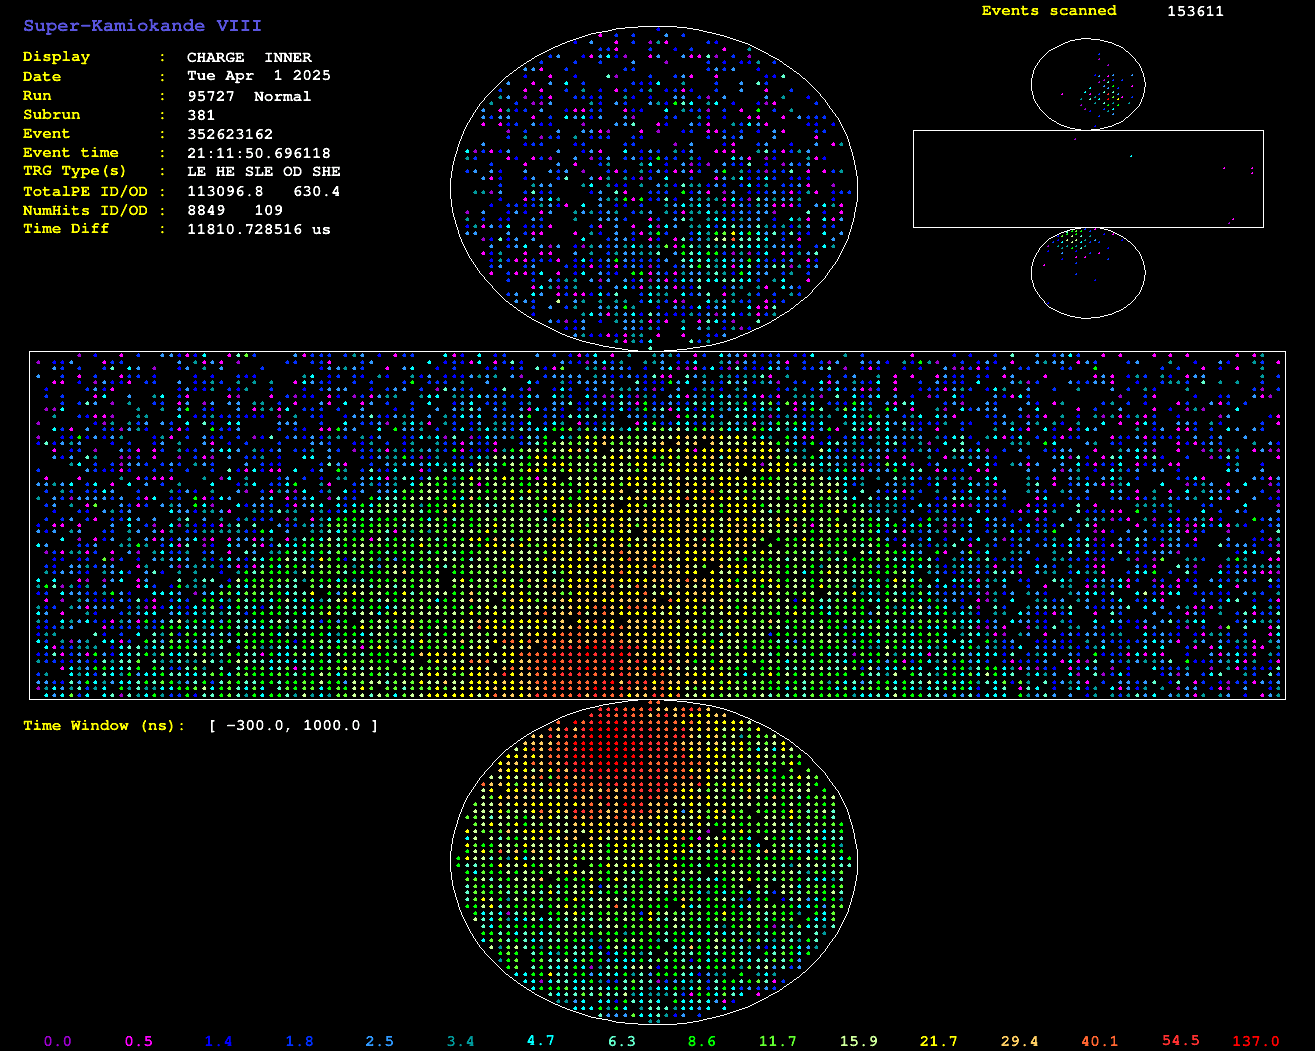 Super-Kamiokande VIII
Events scanned 153611
Display : CHARGE INNER
Date : Tue Apr 1 2025
Run : 95727 Normal
Subrun : 381
Event : 352623162
Event time : 21:11:50.696118
TRG Type(s) : LE HE SLE OD SHE
TotalPE ID/OD : 113096.8 630.4
NumHits ID/OD : 8849 109
Time Diff : 11810.728516 us
Time Window (ns): [ -300.0, 1000.0 ]
0.0 0.5 1.4 1.8 2.5 3.4 4.7 6.3 8.6 11.7 15.9 21.7 29.4 40.1 54.5 137.0